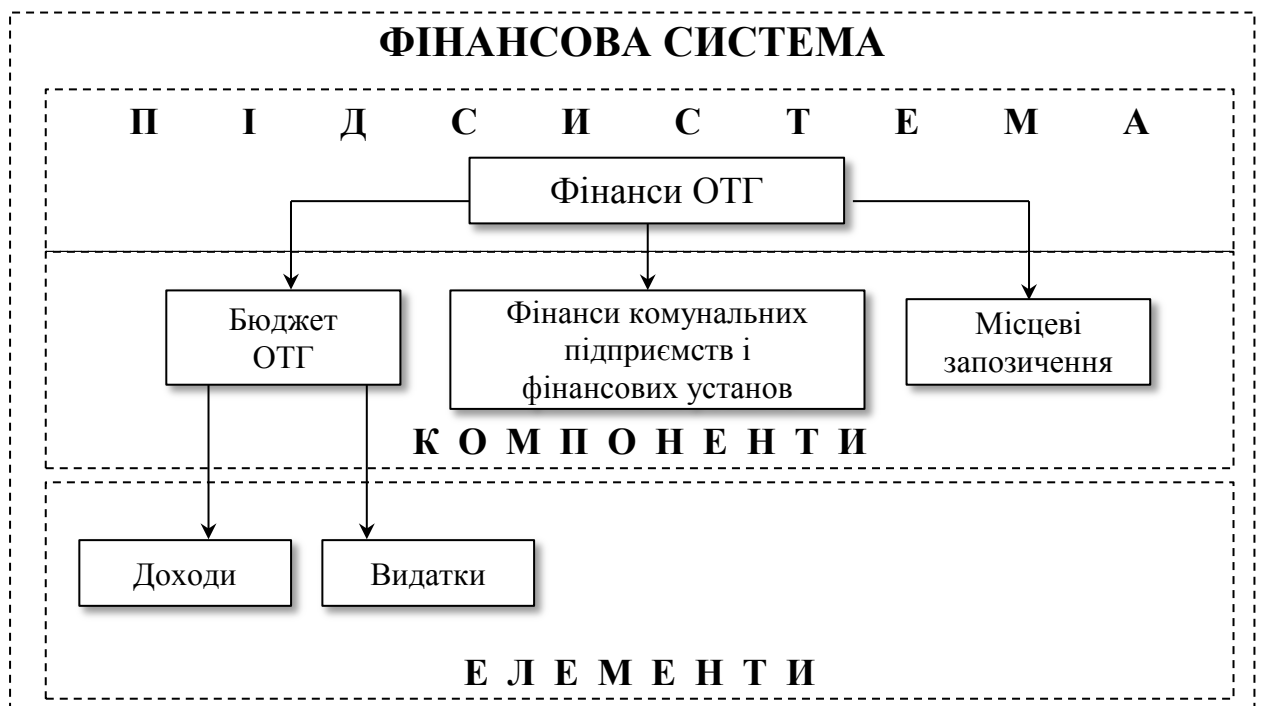 ФІНАНСОВА СИСТЕМА
П І Д С И С Т Е М А
Фінанси ОТГ
Бюджет
ОТГ
Фінанси комунальних
підприємств і
фінансових установ
Місцеві
запозичення
К О М П О Н Е Н Т И
Доходи
Видатки
Е Л Е М Е Н Т И